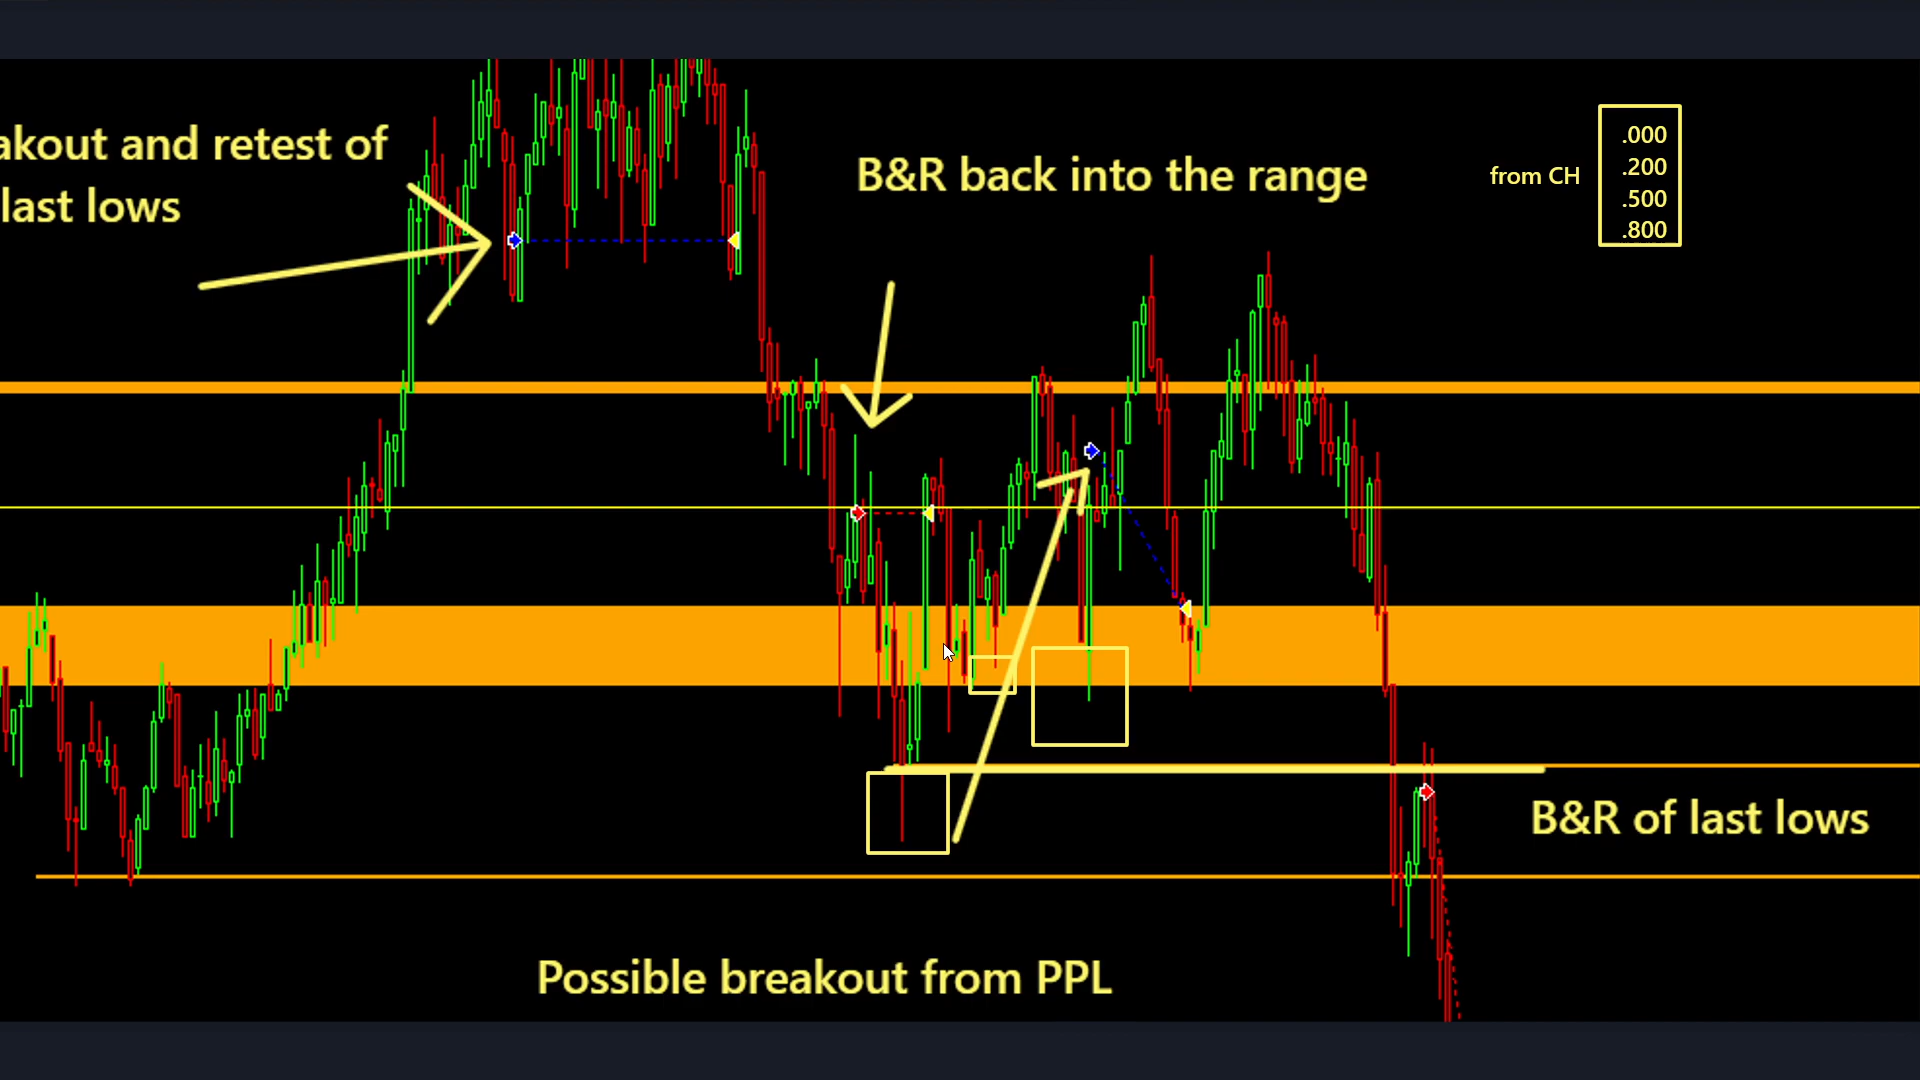 akout and retest of
last lows
B&R back into the range
from CH
.000
.200
.500
.800
B&R of last lows
Possible breakout from PPL